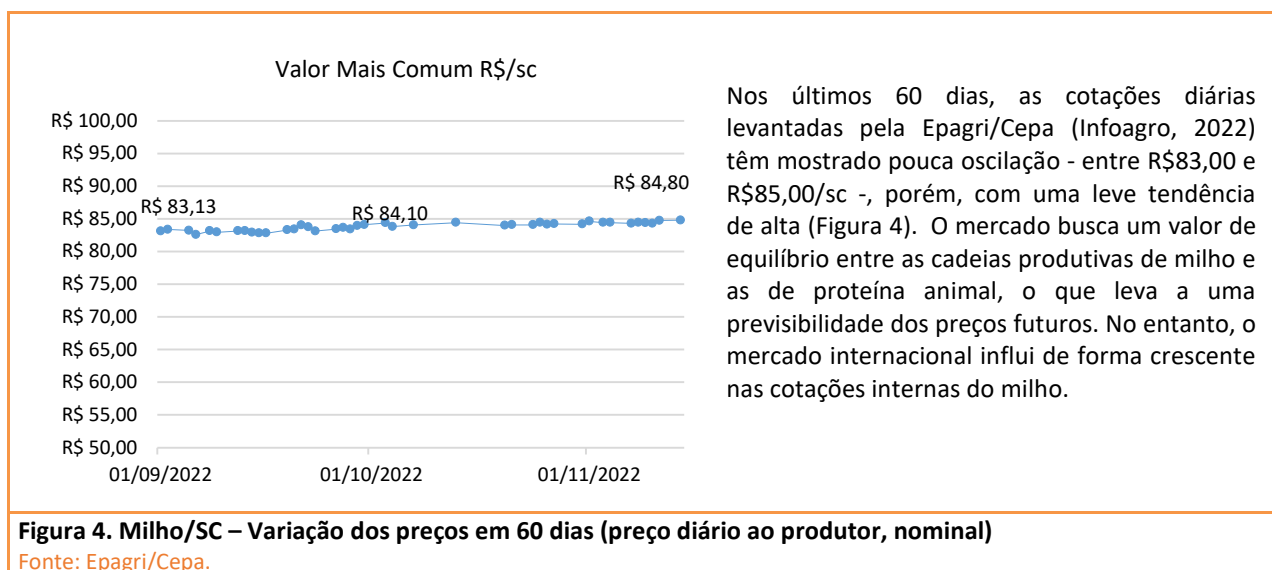 Valor Mais Comum R$/sc
R$ 100,00
R$ 95,00
R$ 90,00
R$ 85,00
R$ 80,00
R$ 75,00
R$ 70,00
R$ 65,00
R$ 60,00
R$ 55,00
R$ 50,00
R$ 83,13
R$ 84,10
R$ 84,80
01/09/2022
01/10/2022
01/11/2022
Nos últimos 60 dias, as cotações diárias
levantadas pela Epagri/Cepa (Infoagro, 2022)
têm mostrado pouca oscilação - entre R$83,00 e
R$85,00/sc -, porém, com uma leve tendência
de alta (Figura 4). O mercado busca um valor de
equilíbrio entre as cadeias produtivas de milho e
as de proteína animal, o que leva a uma
previsibilidade dos preços futuros. No entanto, o
mercado internacional influi de forma crescente
nas cotações internas do milho.
Figura 4. Milho/SC – Variação dos preços em 60 dias (preço diário ao produtor, nominal)
Fonte: Epagri/Cepa.